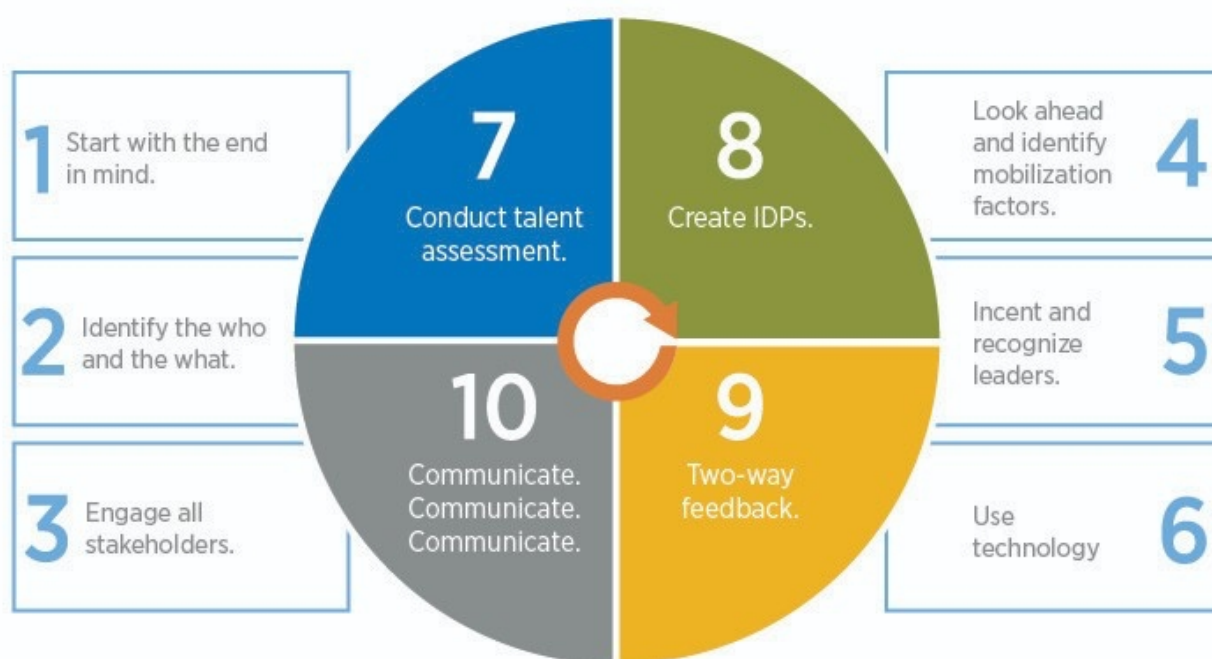 1
Start with the end
in mind.
2
Identify the who
and the what.
3
Engage all
stakeholders.
4
Look ahead
and identify
mobilization
factors.
5
Incent and
recognize
leaders.
6
Use
technology
7
Conduct talent
assessment.
8
Create IDPs.
9
Two-way
feedback.
10
Communicate.
Communicate.
Communicate.